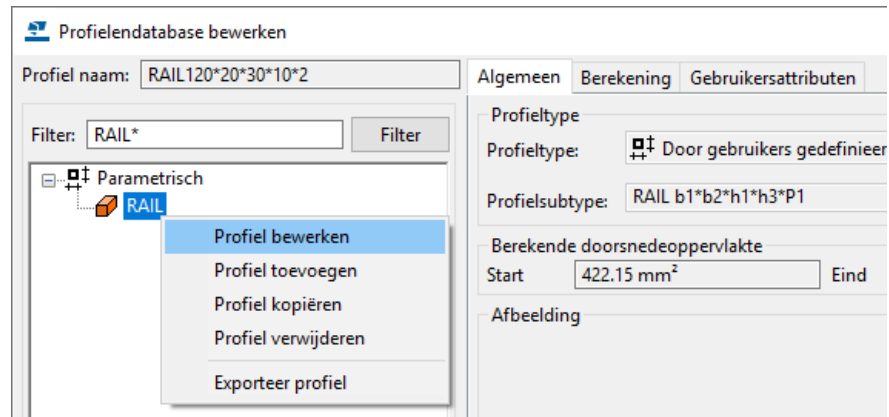 Profielendatabase bewerken
Profiel naam: RAIL120*20*30*10*2
Filter: RAIL* Filter
Parametrisch
RAIL
Profiel bewerken
Profiel toevoegen
Profiel kopiëren
Profiel verwijderen
Exporteer profiel
Algemeen Berekening Gebruikersattributen
Profieltype
Profieltype: Door gebruikers gedefinieer
Profielsubtype: RAIL b1*b2*h1*h3*P1
Berekende doorsnedeoppervlakte
Start 422.15 mm² Eind
Afbeelding